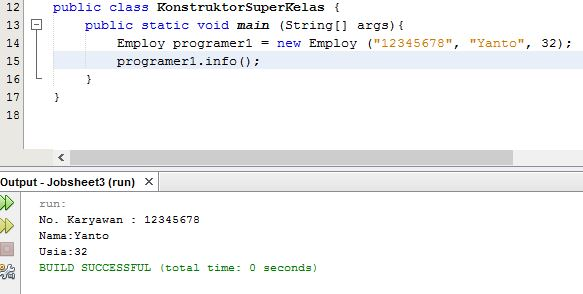 12 public class KonstruktorSuperKelas {
13 public static void main (String[] args){
14 Employ programer1 = new Employ ("12345678", "Yanto", 32);
15 programer1.info();
16 }
17 }
18
Output - Jobsheet3 (run) ×
run:
No. Karyawan : 12345678
Nama:Yanto
Usia:32
BUILD SUCCESSFUL (total time: 0 seconds)